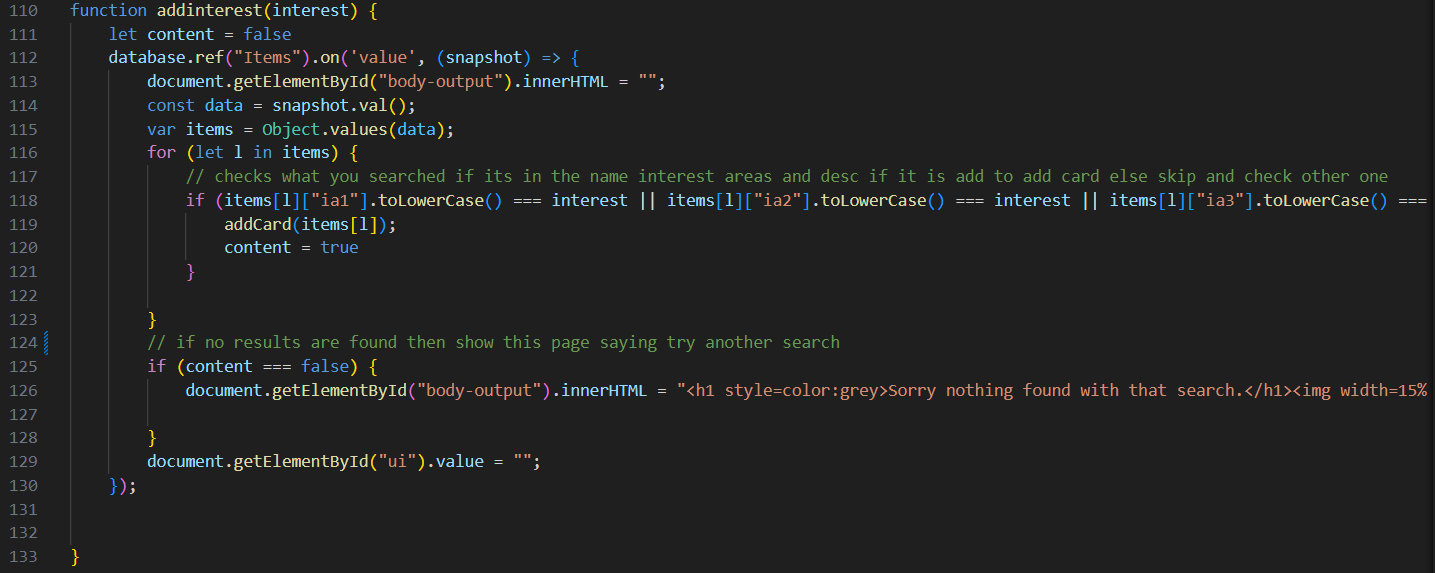 110 function addinterest(interest) {
111     let content = false
112     database.ref("Items").on('value', (snapshot) => {
113         document.getElementById("body-output").innerHTML = "";
114         const data = snapshot.val();
115         var items = Object.values(data);
116         for (let l in items) {
117             // checks what you searched if its in the name interest areas and desc if it is add to add card else skip and check other one
118             if (items[l]["ia1"].toLowerCase() === interest || items[l]["ia2"].toLowerCase() === interest || items[l]["ia3"].toLowerCase() ===
119                 addCard(items[l]);
120                 content = true
121             }
122
123         }
124         // if no results are found then show this page saying try another search
125         if (content === false) {
126             document.getElementById("body-output").innerHTML = "<h1 style=color:grey>Sorry nothing found with that search.</h1><img width=15%
127
128         }
129         document.getElementById("ui").value = "";
130     });
131
132
133 }